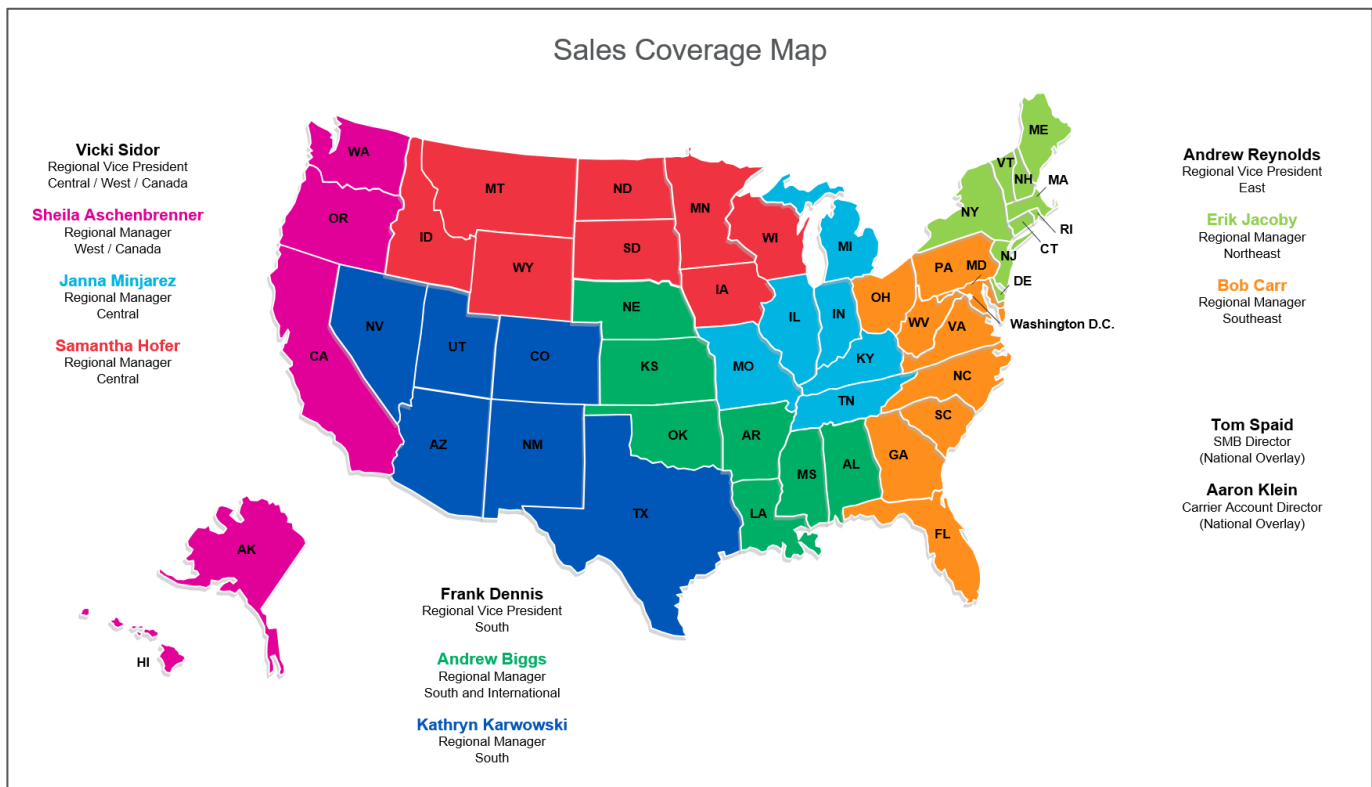 Sales Coverage Map
Vicki Sidor
Regional Vice President
Central / West / Canada
Sheila Aschenbrenner
Regional Manager
West / Canada
Janna Minjarez
Regional Manager
Central
Samantha Hofer
Regional Manager
Central
WA
OR
CA
AK
HI
MT
ID
WY
ND
SD
MN
WI
IA
NV
UT
CO
AZ
NM
TX
NE
KS
OK
AR
LA
MS
AL
MI
IL
IN
MO
KY
TN
OH
PA
MD
WV
VA
NC
SC
GA
FL
ME
VT
NH
MA
NY
RI
CT
NJ
DE
Washington D.C.
Andrew Reynolds
Regional Vice President
East
Erik Jacoby
Regional Manager
Northeast
Bob Carr
Regional Manager
Southeast
Tom Spaid
SMB Director
(National Overlay)
Aaron Klein
Carrier Account Director
(National Overlay)
Frank Dennis
Regional Vice President
South
Andrew Biggs
Regional Manager
South and International
Kathryn Karwowski
Regional Manager
South